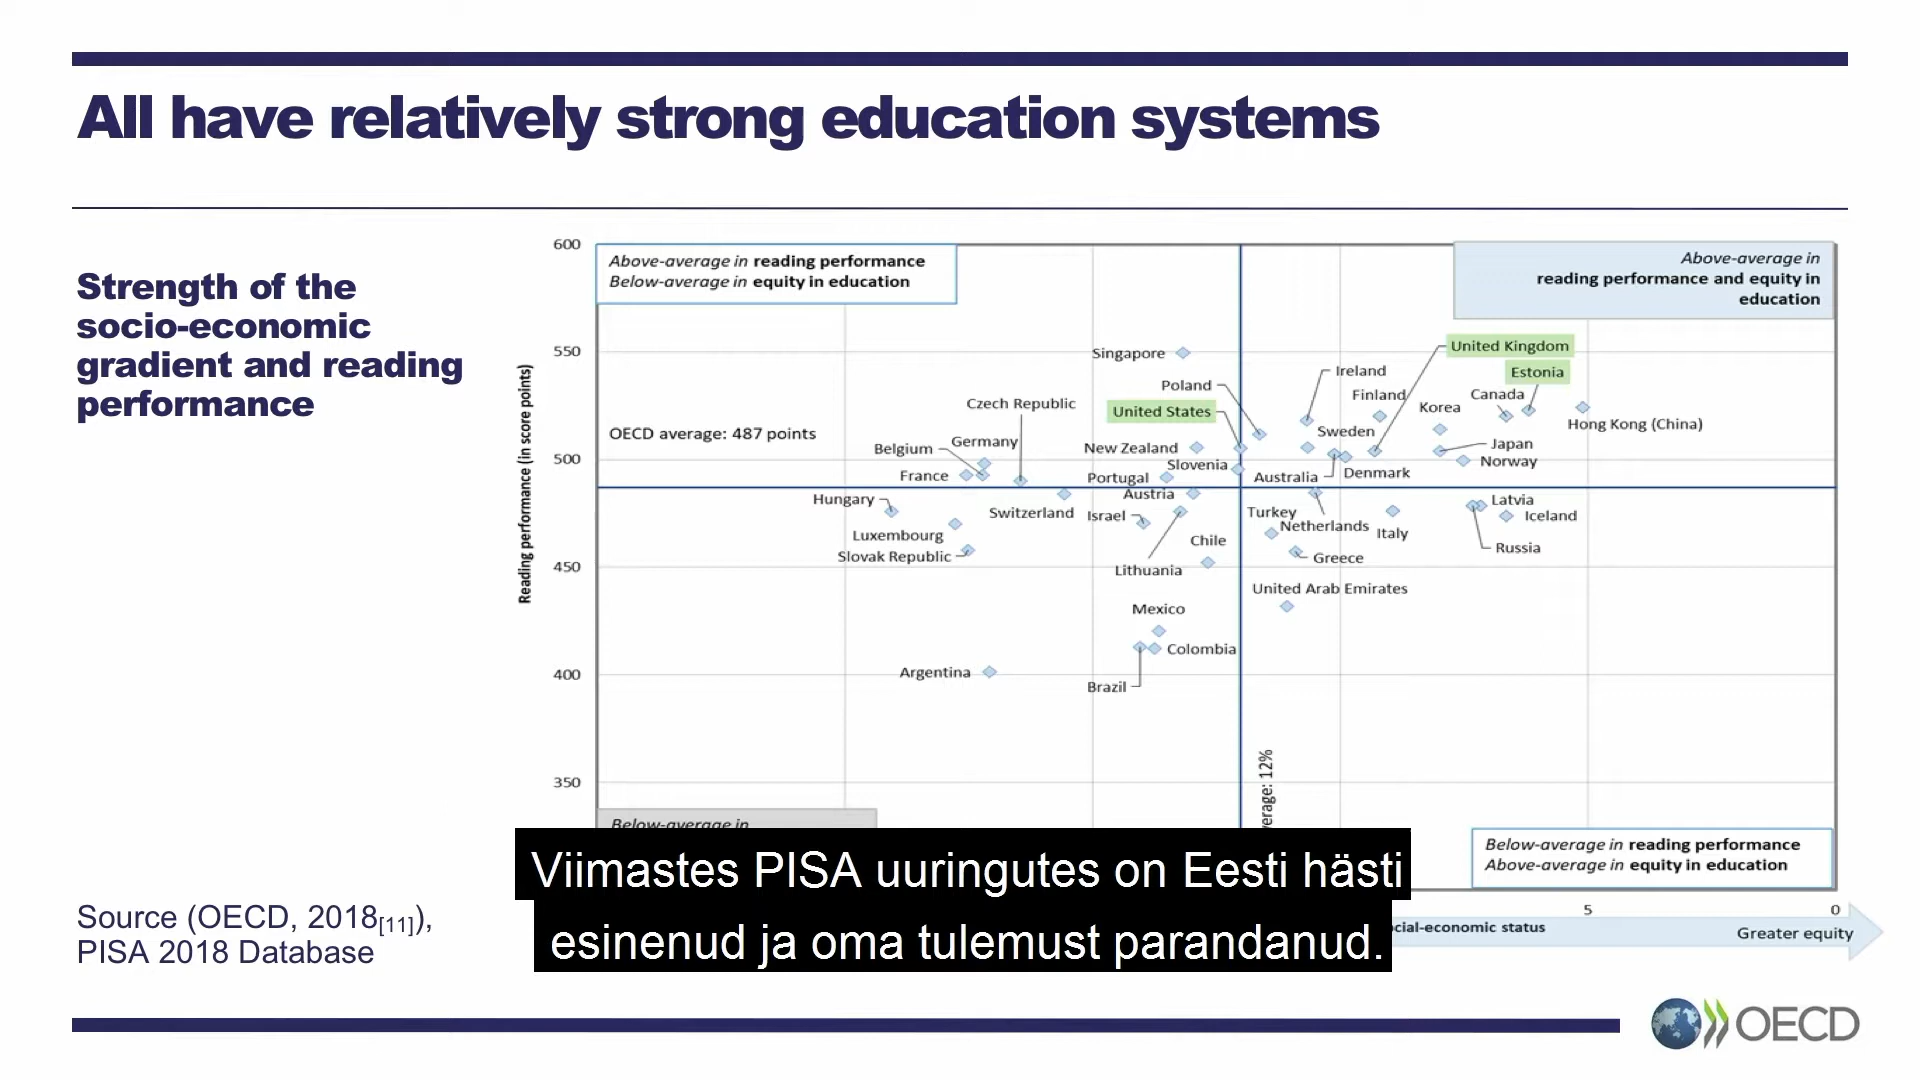 All have relatively strong education systems
Strength of the
socio-economic
gradient and reading
performance
Source (OECD, 2018[11]),
PISA 2018 Database
Reading performance (in score points)
600
550
500
450
400
350
Above-average in reading performance
Below-average in equity in education
Above-average in
reading performance and equity in
education
OECD average: 487 points
Singapore
United Kingdom
Ireland
Estonia
Poland
Finland
Canada
Czech Republic
United States
Korea
Hong Kong (China)
Sweden
Belgium
Germany
New Zealand
Japan
Slovenia
Norway
France
Portugal
Australia
Denmark
Hungary
Austria
Latvia
Switzerland
Israel
Turkey
Iceland
Luxembourg
Netherlands
Italy
Slovak Republic
Chile
Greece
Russia
Lithuania
United Arab Emirates
Mexico
Colombia
Argentina
Brazil
verage: 12%
Below-average in
Below-average in reading performance
Above-average in equity in education
5
0
cial-economic status
Greater equity
Viimastes PISA uuringutes on Eesti hästi
esinenud ja oma tulemust parandanud.
OECD